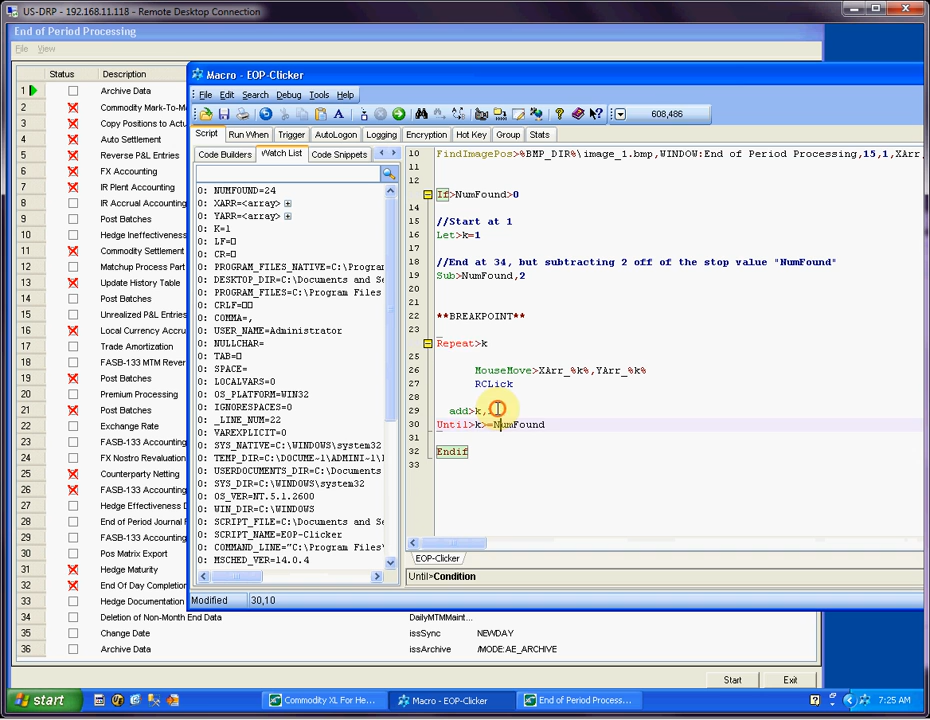 US-DRP - 192.168.11.118 - Remote Desktop Connection
End of Period Processing
File View
Status Description
1 Archive Data
2 Commodity Mark-To-M
3 Copy Positions to Actu
4 Auto Settlement
5 Reverse P&L Entries
6 FX Accounting
7 IR Plent Accounting
8 IR Accrual Accounting
9 Post Batches
10 Hedge Ineffectiveness
11 Commodity Settlement
12 Matchup Process Part
13 Update History Table
14 Post Batches
15 Unrealized P&L Entries
16 Local Currency Accru
17 Trade Amortization
18 FASB-133 MTM Rever
19 Post Batches
20 Premium Processing
21 Post Batches
22 Exchange Rate
23 FASB-133 Accounting
24 FX Nostro Revaluation
25 Counterparty Netting
26 FASB-133 Accounting
27 Hedge Effectiveness D
28 End of Period Journal F
29 FASB-133 Accounting
30 Pos Matrix Export
31 Hedge Maturity
32 End Of Day Completion
33 Hedge Documentation
34 Deletion of Non-Month End Data DailyMTMMaint...
35 Change Date issSync NEWDAY
36 Archive Data issArchive /MODE:AE_ARCHIVE
Start Exit
Macro - EOP-Clicker
File Edit Search Debug Tools Help
608,486
Script Run When Trigger AutoLogon Logging Encryption Hot Key Group Stats
Code Builders Watch List Code Snippets
0: NUMFOUND=24
0: XARR=<array>
0: YARR=<array>
0: K=1
0: LF=
0: CR=
0: PROGRAM_FILES_NATIVE=C:\Program
0: DESKTOP_DIR=C:\Documents and Se
0: PROGRAM_FILES=C:\Program Files
0: CRLF=
0: COMMA=,
0: USER_NAME=Administrator
0: NULLCHAR=
0: TAB=
0: SPACE=
0: LOCALVARS=0
0: OS_PLATFORM=WIN32
0: IGNORESPACES=0
0: _LINE_NUM=22
0: VAREXPLICIT=0
0: SYS_NATIVE=C:\WINDOWS\system32
0: TEMP_DIR=C:\DOCUME~1\ADMINI~1\
0: USERDOCUMENTS_DIR=C:\Documents
0: SYS_DIR=C:\WINDOWS\system32
0: OS_VER=NT.5.1.2600
0: WIN_DIR=C:\WINDOWS
0: SCRIPT_FILE=C:\Documents and Se
0: SCRIPT_NAME=EOP-Clicker
0: COMMAND_LINE="C:\Program Files\
0: MSCHED_VER=14.0.4
10 FindImagePos>%BMP_DIR%\image_1.bmp,WINDOW:End of Period Processing,15,1,XArr,
11
12
If>NumFound>0
14
15 //Start at 1
16 Let>k=1
17
18 //End at 34, but subtracting 2 off of the stop value "NumFound"
19 Sub>NumFound,2
20
21
22 **BREAKPOINT**
23
Repeat>k
25
26 MouseMove>XArr_%k%,YArr_%k%
27 RCLick
28
29 add>k,
30 Until>k>=NumFound
31
32 Endif
33
EOP-Clicker
Until>Condition
Modified 30,10
start Commodity XL For He... Macro - EOP-Clicker End of Period Process... 7:25 AM